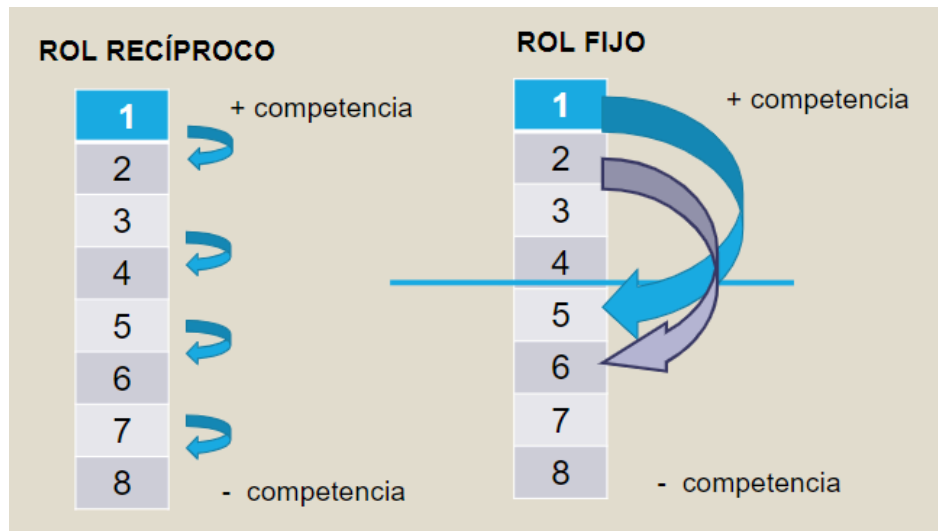 ROL RECÍPROCO
1
+ competencia
2
3
4
5
6
7
8
- competencia
ROL FIJO
1
+ competencia
2
3
4
5
6
7
8
- competencia